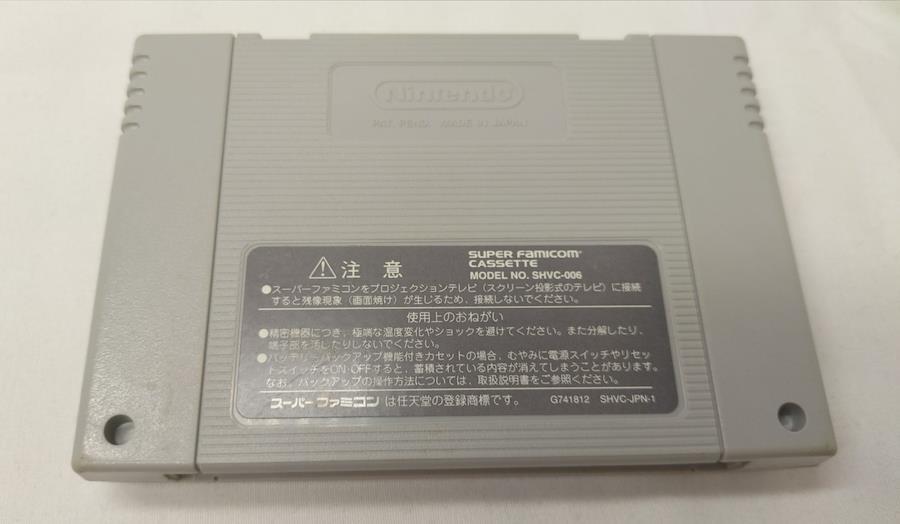 Nintendo
PAT. PEND. MADE IN JAPAN
⚠注 意
SUPER FAMICOM
CASSETTE
MODEL NO. SHVC-006
●スーパーファミコンをプロジェクションテレビ(スクリーン投影式のテレビ)に接続
すると残像現象(画面焼け)が生じるため、接続しないでください。
使用上のおねがい
●精密機器につき、極端な温度変化やショックを避けてください。また分解したり、
端子部を汚したりしないでください。
●バッテリーバックアップ機能付きカセットの場合、むやみに電源スイッチやリセッ
トスイッチをON OFFすると、蓄積されている内容が消えてしまうことがあります。
なお、バックアップの操作方法については、取扱説明書をご参照ください。
スーパーファミコン は任天堂の登録商標です。
G741812 SHVC-JPN-1